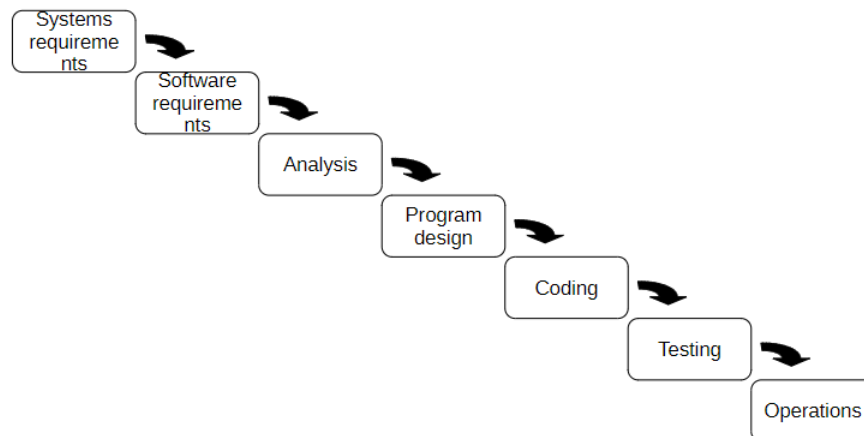 Systems
requireme
nts
Software
requireme
nts
Analysis
Program
design
Coding
Testing
Operations